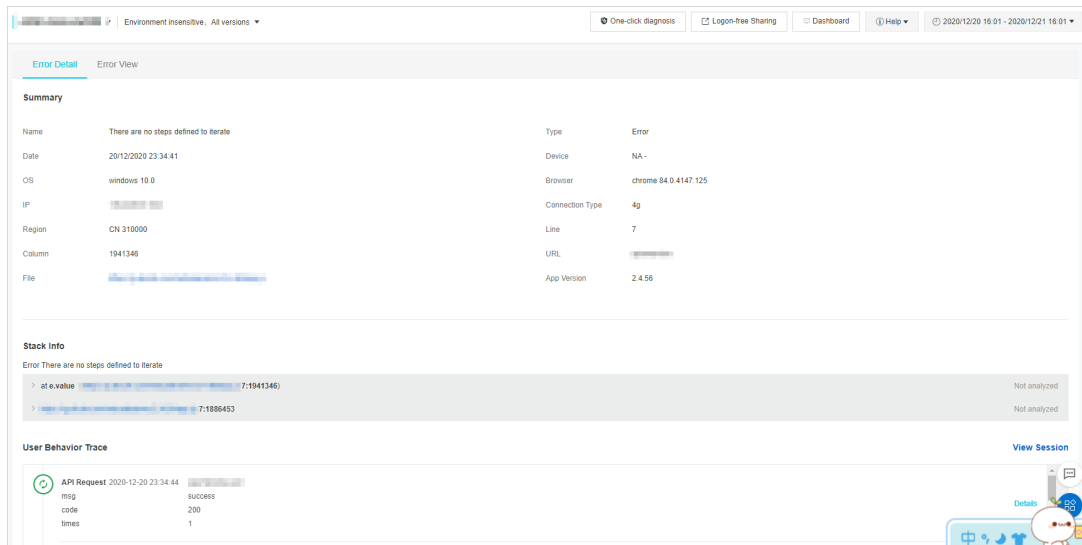 Environment insensitive, All versions
One-click diagnosis
Logon-free Sharing
Dashboard
Help
2020/12/20 16:01 - 2020/12/21 16:01
Error Detail Error View
Summary
Name There are no steps defined to iterate Type Error
Date 20/12/2020 23:34:41 Device NA -
OS windows 10.0 Browser chrome 84.0.4147.125
IP Connection Type 4g
Region CN 310000 Line 7
Column 1941346 URL
File App Version 2.4.56
Stack Info
Error There are no steps defined to iterate
at e.value 7:1941346) Not analyzed
7:1886453 Not analyzed
User Behavior Trace View Session
API Request 2020-12-20 23:34:44
msg success
code 200 Details
times 1
中